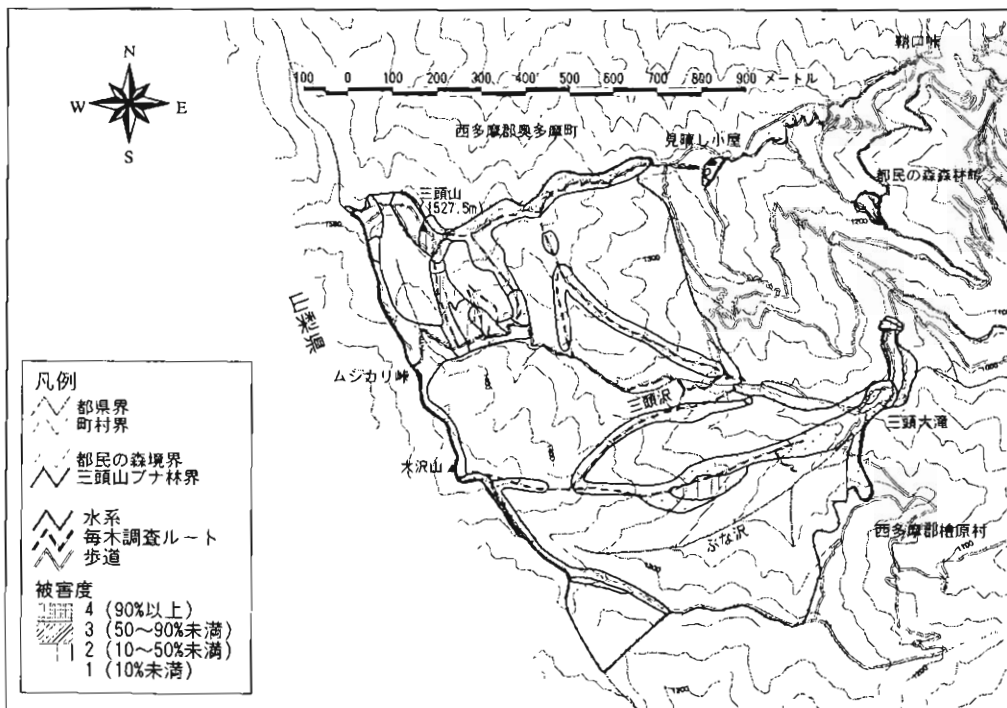 N
W E
S
100 0 100 200 300 400 500 600 700 800 900 メートル
鞘口峠
西多摩郡奥多摩町
見晴し小屋
都民の森森林館
三頭山
(1527.5m)
1200
1500
1300
山梨県
ムシカリ峠
三頭沢
三頭大滝
大沢山
ぶな沢
西多摩郡檜原村
1100
1200
凡例
都県界
町村界
都民の森境界
三頭山ブナ林界
水系
毎木調査ルート
歩道
被害度
4 (90%以上)
3 (50～90%未満)
2 (10～50%未満)
1 (10%未満)